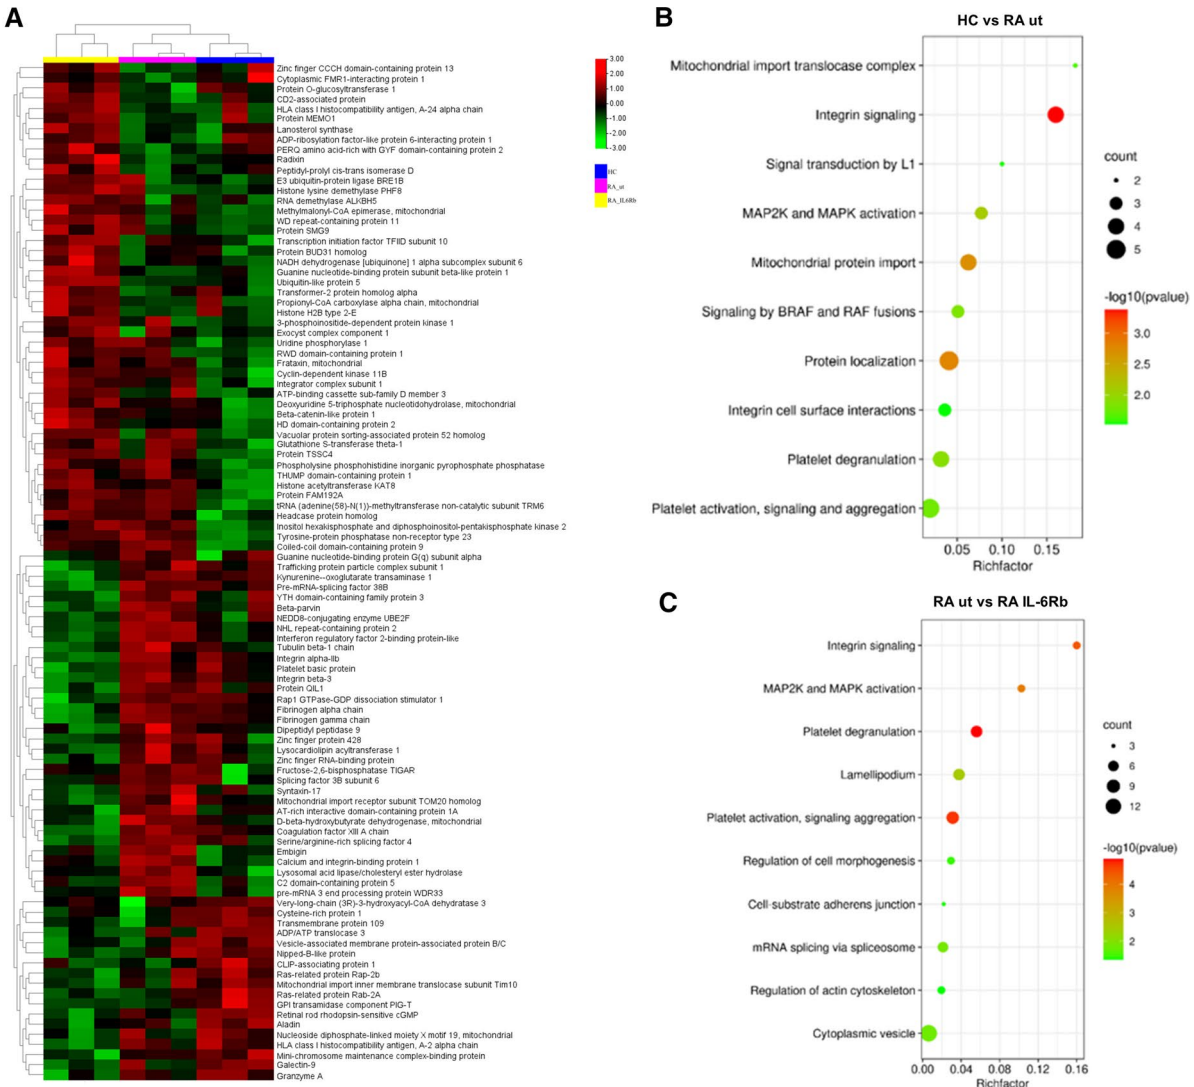 A
3.00
2.00
1.00
0.00
-1.00
-2.00
-3.00
HC
RA_ut
RA_IL6Rb
Zinc finger CCCH domain-containing protein 13
Cytoplasmic FMR1-interacting protein 1
Protein O-glucosyltransferase 1
CD2-associated protein
HLA class I histocompatibility antigen, A-24 alpha chain
Protein MEMO1
Lanosterol synthase
ADP-ribosylation factor-like protein 6-interacting protein 1
PERQ amino acid-rich with GYF domain-containing protein 2
Radixin
Peptidyl-prolyl cis-trans isomerase D
E3 ubiquitin-protein ligase BRE1B
Histone lysine demethylase PHF8
RNA demethylase ALKBH5
Methylmalonyl-CoA epimerase, mitochondrial
WD repeat-containing protein 11
Protein SMG9
Transcription initiation factor TFIID subunit 10
Protein BUD31 homolog
NADH dehydrogenase [ubiquinone] 1 alpha subcomplex subunit 6
Guanine nucleotide-binding protein subunit beta-like protein 1
Ubiquitin-like protein 5
Transformer-2 protein homolog alpha
Propionyl-CoA carboxylase alpha chain, mitochondrial
Histone H2B type 2-E
3-phosphoinositide-dependent protein kinase 1
Exocyst complex component 1
Uridine phosphorylase 1
RWD domain-containing protein 1
Frataxin, mitochondrial
Cyclin-dependent kinase 11B
Integrator complex subunit 1
ATP-binding cassette sub-family D member 3
Deoxyuridine 5-triphosphate nucleotidohydrolase, mitochondrial
Beta-catenin-like protein 1
HD domain-containing protein 2
Vacuolar protein sorting-associated protein 52 homolog
Glutathione S-transferase theta-1
Protein TSSC4
Phospholysine phosphohistidine inorganic pyrophosphate phosphatase
THUMP domain-containing protein 1
Histone acetyltransferase KAT8
Protein FAM192A
tRNA (adenine(58)-N(1))-methyltransferase non-catalytic subunit TRM6
Headcase protein homolog
Inositol hexakisphosphate and diphosphoinositol-pentakisphosphate kinase 2
Tyrosine-protein phosphatase non-receptor type 23
Coiled-coil domain-containing protein 9
Guanine nucleotide-binding protein G(q) subunit alpha
Trafficking protein particle complex subunit 1
Kynurenine--oxoglutarate transaminase 1
Pre-mRNA-splicing factor 38B
YTH domain-containing family protein 3
Beta-parvin
NEDD8-conjugating enzyme UBE2F
NHL repeat-containing protein 2
Interferon regulatory factor 2-binding protein-like
Tubulin beta-1 chain
Integrin alpha-IIb
Platelet basic protein
Integrin beta-3
Protein QIL1
Rap1 GTPase-GDP dissociation stimulator 1
Fibrinogen alpha chain
Fibrinogen gamma chain
Dipeptidyl peptidase 9
Zinc finger protein 428
Lysocardiolipin acyltransferase 1
Zinc finger RNA-binding protein
Fructose-2,6-bisphosphatase TIGAR
Splicing factor 3B subunit 6
Syntaxin-17
Mitochondrial import receptor subunit TOM20 homolog
AT-rich interactive domain-containing protein 1A
D-beta-hydroxybutyrate dehydrogenase, mitochondrial
Coagulation factor XIII A chain
Serine/arginine-rich splicing factor 4
Embigin
Calcium and integrin-binding protein 1
Lysosomal acid lipase/cholesteryl ester hydrolase
C2 domain-containing protein 5
pre-mRNA 3 end processing protein WDR33
Very-long-chain (3R)-3-hydroxyacyl-CoA dehydratase 3
Cysteine-rich protein 1
Transmembrane protein 109
ADP/ATP translocase 3
Vesicle-associated membrane protein-associated protein B/C
Nipped-B-like protein
CLIP-associating protein 1
Ras-related protein Rap-2b
Mitochondrial import inner membrane translocase subunit Tim10
Ras-related protein Rab-2A
GPI transamidase component PIG-T
Retinal rod rhodopsin-sensitive cGMP
Aladin
Nucleoside diphosphate-linked moiety X motif 19, mitochondrial
HLA class I histocompatibility antigen, A-2 alpha chain
Mini-chromosome maintenance complex-binding protein
Galectin-9
Granzyme A
B
HC vs RA ut
Mitochondrial import translocase complex
Integrin signaling
Signal transduction by L1
MAP2K and MAPK activation
Mitochondrial protein import
Signaling by BRAF and RAF fusions
Protein localization
Integrin cell surface interactions
Platelet degranulation
Platelet activation, signaling and aggregation
0.05 0.10 0.15
Richfactor
count
2
3
4
5
-log10(pvalue)
3.0
2.5
2.0
C
RA ut vs RA IL-6Rb
Integrin signaling
MAP2K and MAPK activation
Platelet degranulation
Lamellipodium
Platelet activation, signaling aggregation
Regulation of cell morphogenesis
Cell-substrate adherens junction
mRNA splicing via spliceosome
Regulation of actin cytoskeleton
Cytoplasmic vesicle
0.00 0.04 0.08 0.12 0.16
Richfactor
count
3
6
9
12
-log10(pvalue)
4
3
2